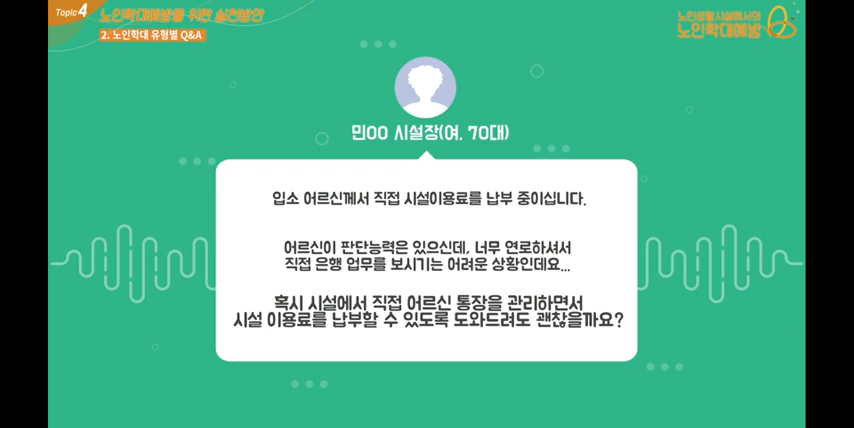 Topic 4
노인학대예방을 위한 실천방안
2. 노인학대 유형별 Q&A
노인생활시설에서의
노인학대예방
민OO 시설장(여, 70대)
입소 어르신께서 직접 시설이용료를 납부 중이십니다.
어르신이 판단능력은 있으신데, 너무 연로하셔서
직접 은행 업무를 보시기는 어려운 상황인데요...
혹시 시설에서 직접 어르신 통장을 관리하면서
시설 이용료를 납부할 수 있도록 도와드려도 괜찮을까요?